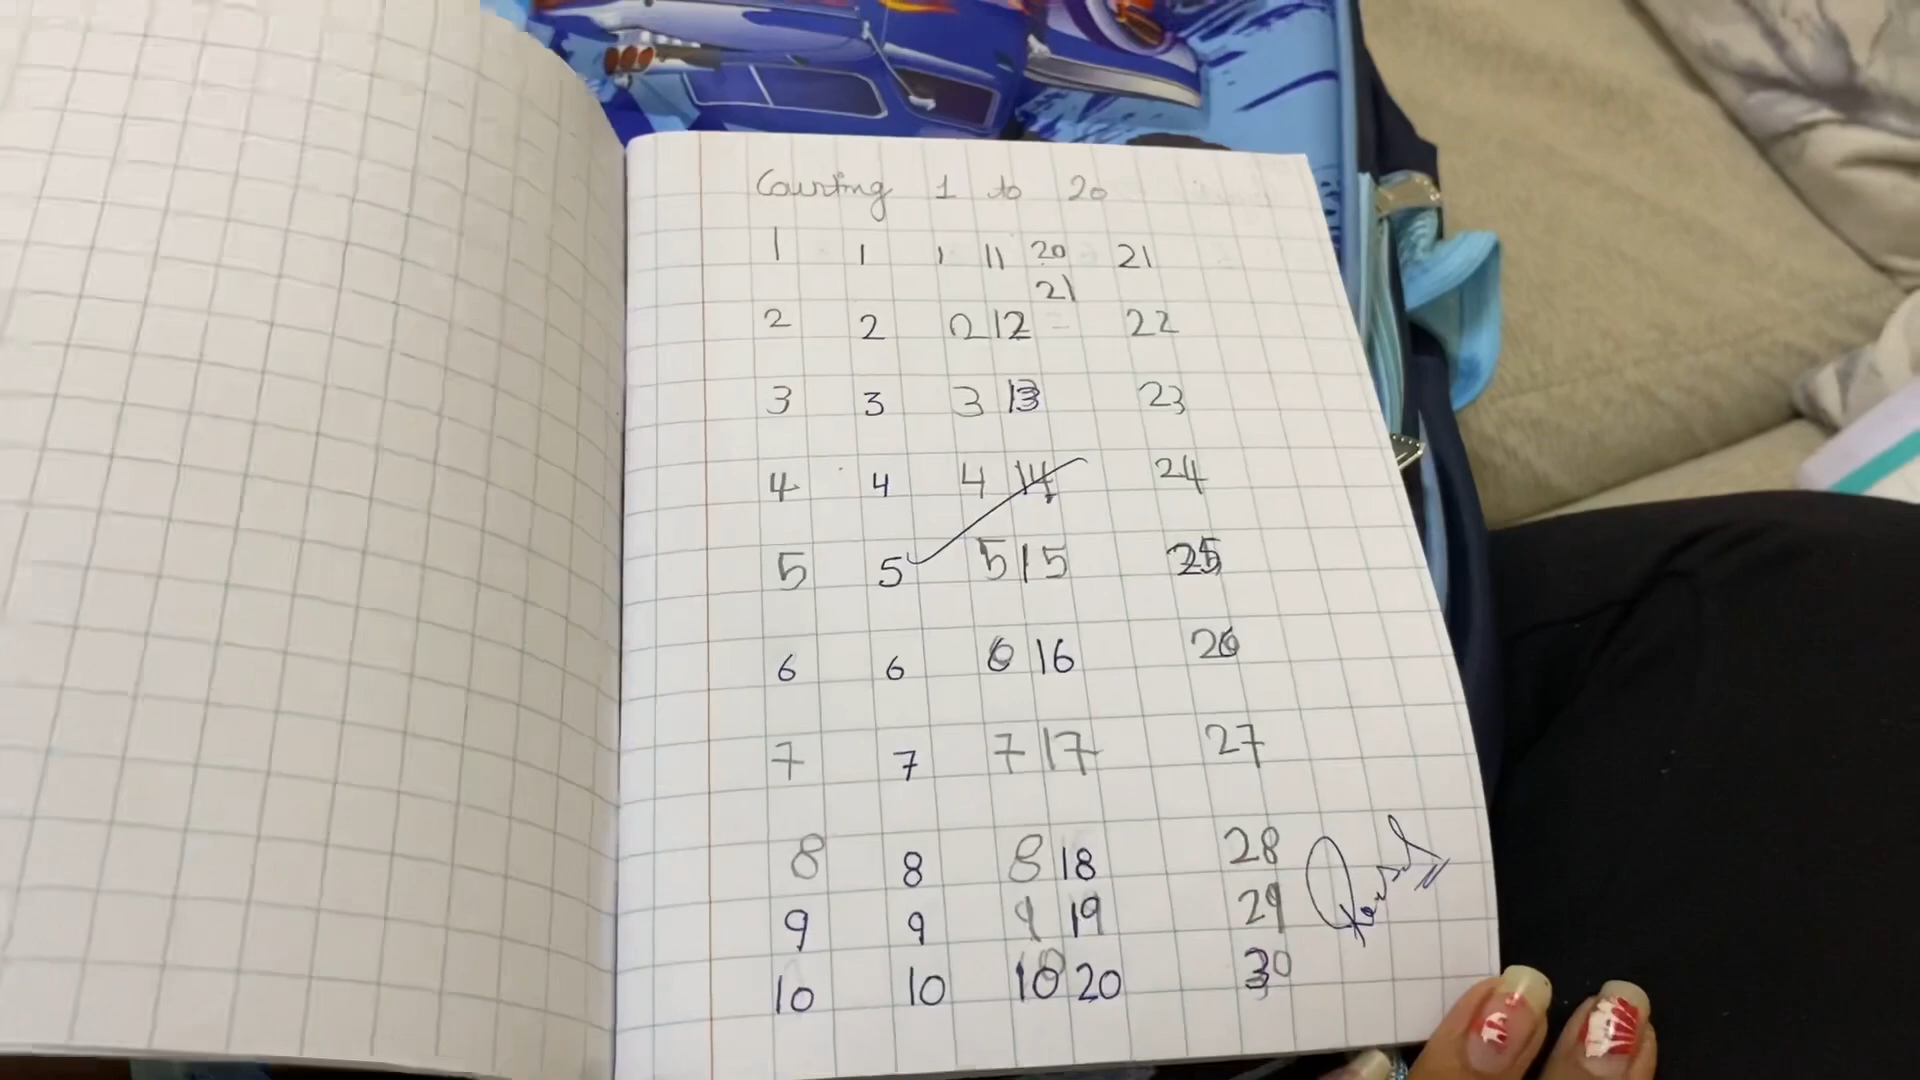 Counting 1 to 20
1 1 1 11 20 21
21
2 2 2 12 22
3 3 3 13 23
4 4 4 14 24
5 5 5 15 25
6 6 6 16 26
7 7 7 17 27
8 8 8 18 28
9 9 9 19 29
10 10 10 20 30